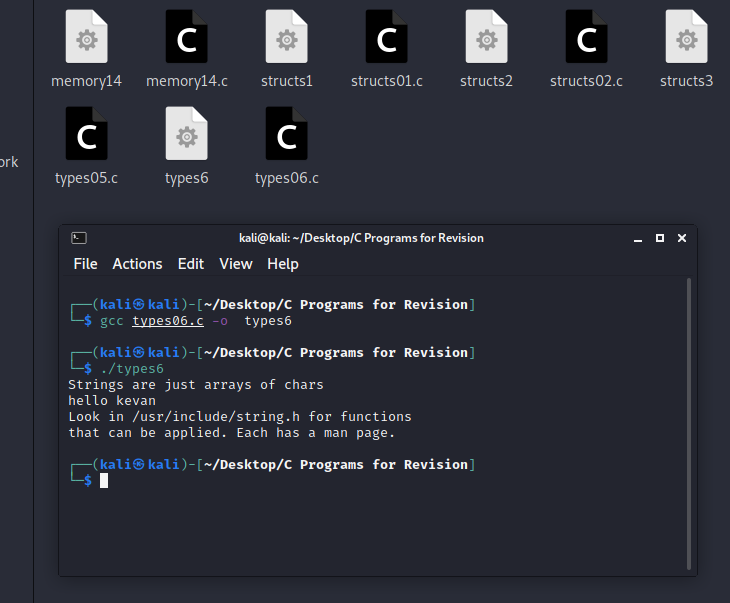 memory14 memory14.c structs1 structs01.c structs2 structs02.c structs3
ork
types05.c types6 types06.c
kali@kali: ~/Desktop/C Programs for Revision
File Actions Edit View Help
┌──(kali㉿kali)-[~/Desktop/C Programs for Revision]
└─$ gcc types06.c -o  types6
┌──(kali㉿kali)-[~/Desktop/C Programs for Revision]
└─$ ./types6
Strings are just arrays of chars
hello kevan
Look in /usr/include/string.h for functions
that can be applied. Each has a man page.
┌──(kali㉿kali)-[~/Desktop/C Programs for Revision]
└─$